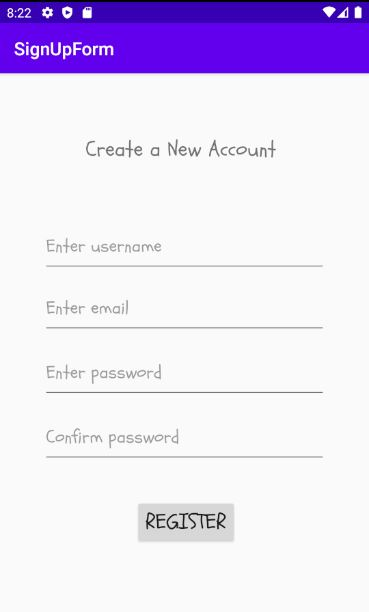 8:22
SignUpForm
Create a New Account
Enter username
Enter email
Enter password
Confirm password
REGISTER